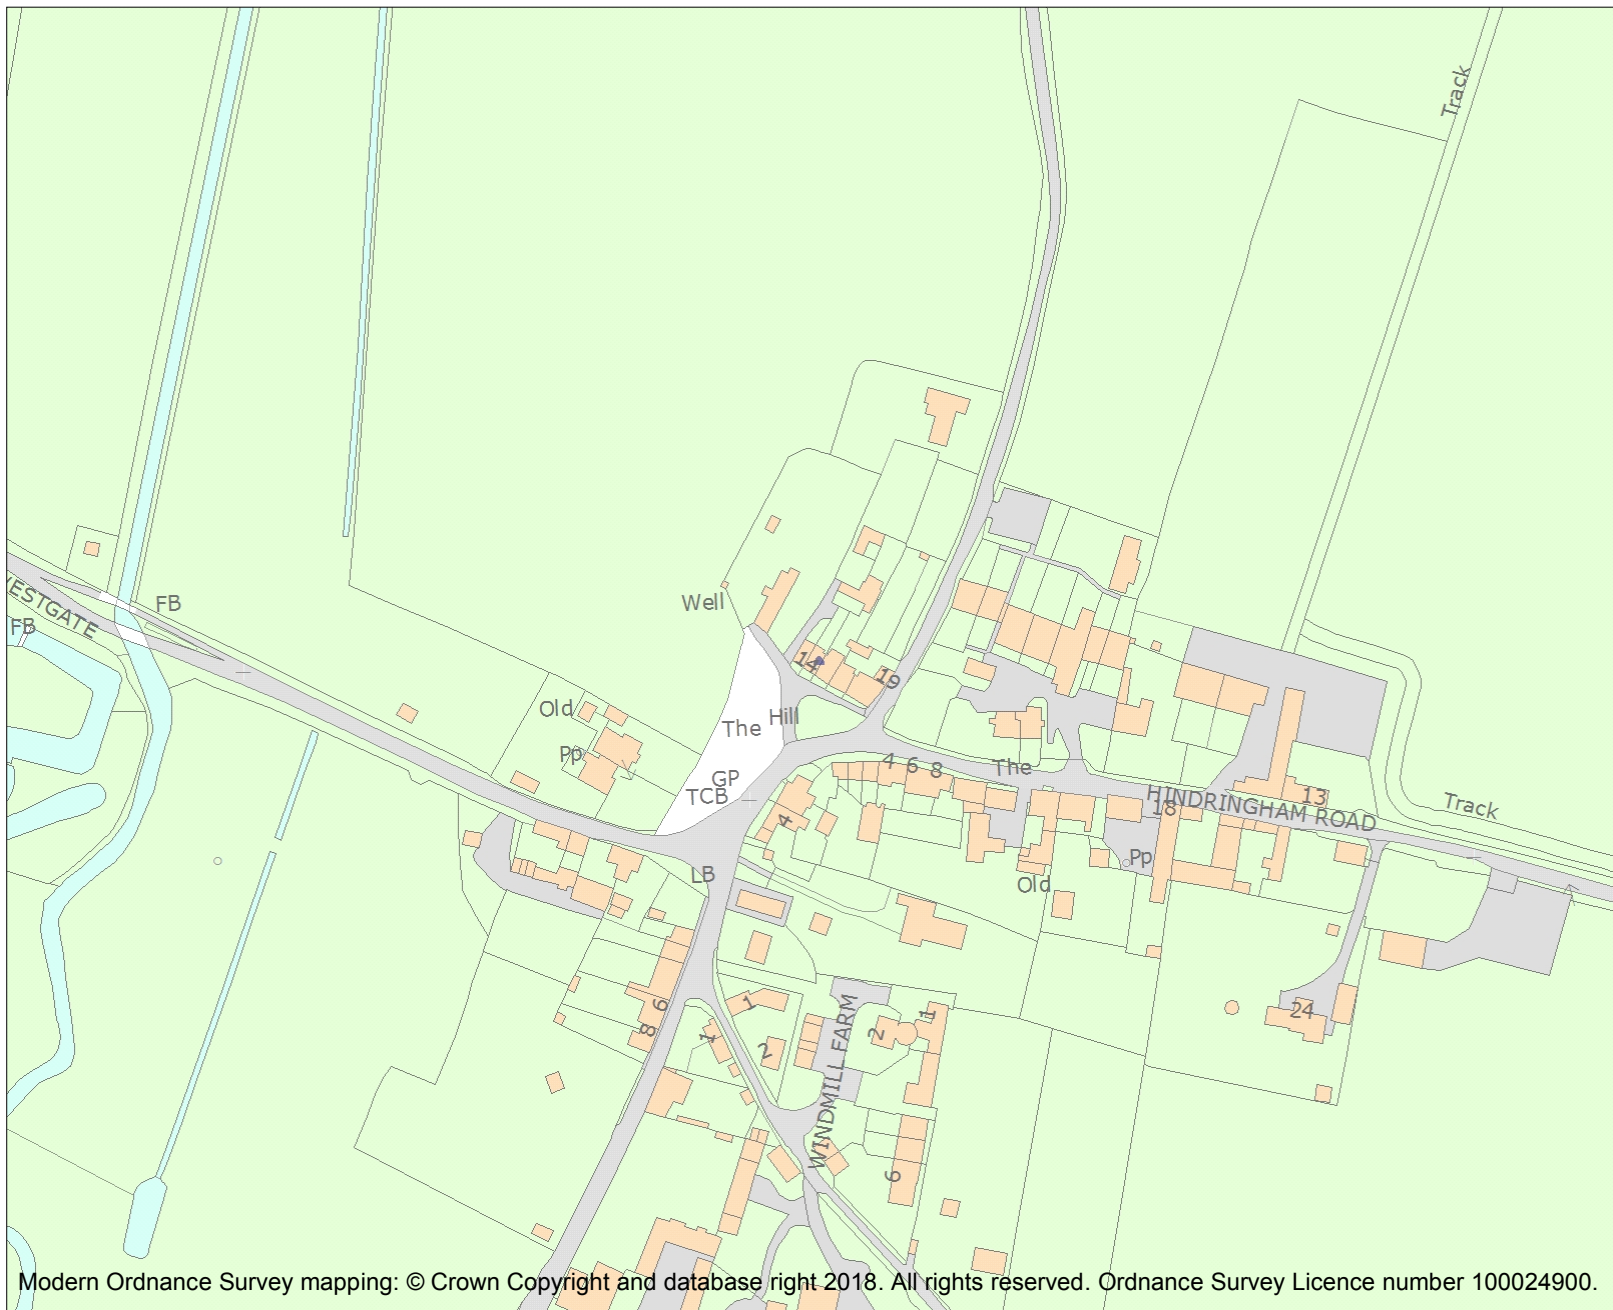 Track
Well
FB
WESTGATE
FB
14
19
Old
Pp
The Hill
GP
TCB
4 6 8
The
HINDRINGHAM ROAD
13
18
Track
4
LB
Pp
Old
6
8
1
1
2
WINDMILL FARM
2
1
24
6
Modern Ordnance Survey mapping: © Crown Copyright and database right 2018. All rights reserved. Ordnance Survey Licence number 100024900.